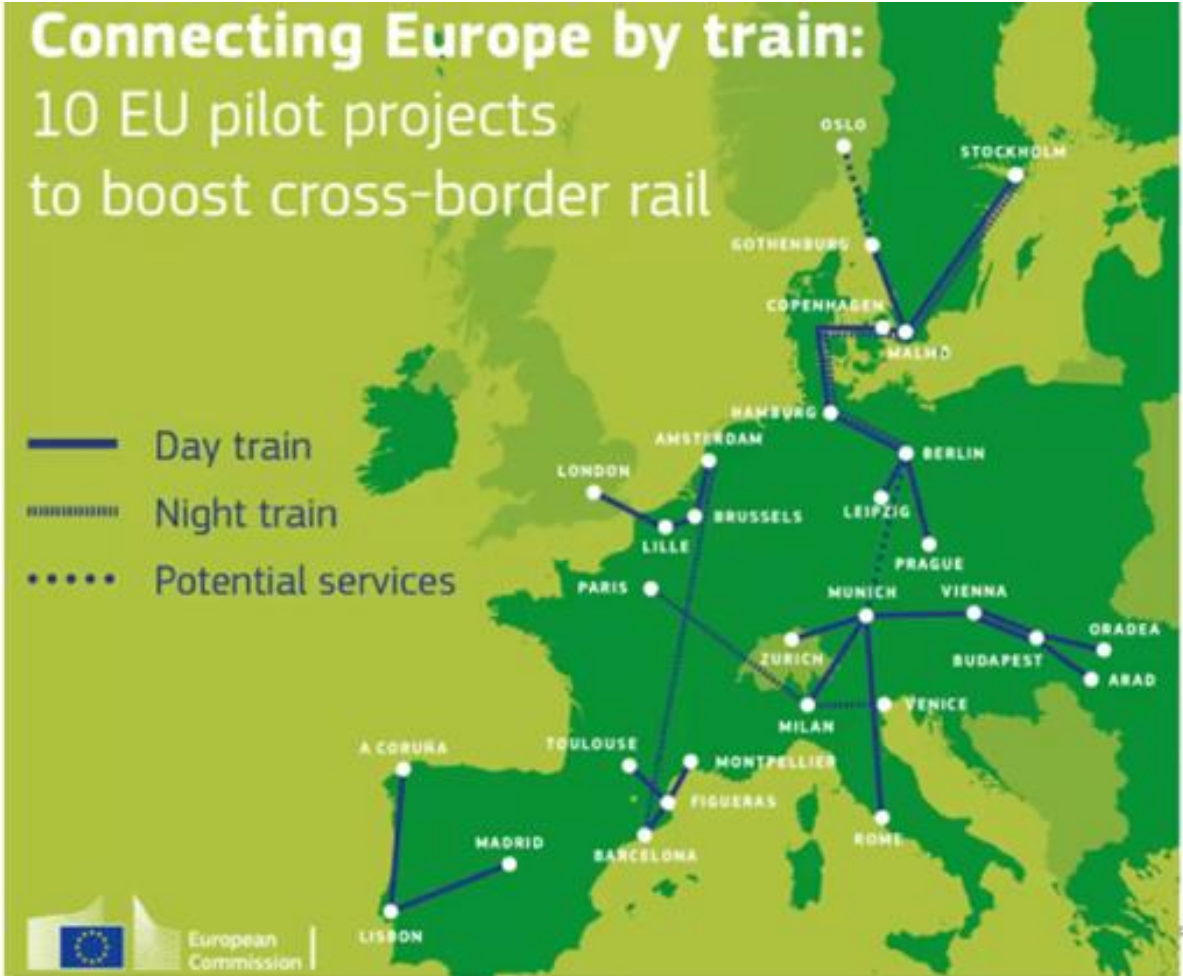 Connecting Europe by train:
10 EU pilot projects
to boost cross-border rail
OSLO
STOCKHOLM
GOTHENBURG
COPENHAGEN
MALMÖ
HAMBURG
AMSTERDAM
BERLIN
LONDON
LEIPZIG
BRUSSELS
LILLE
PRAGUE
PARIS
MUNICH
VIENNA
ORADEA
ZURICH
BUDAPEST
ARAD
VENICE
MILAN
A CORUÑA
TOULOUSE
MONTPELLIER
FIGUERAS
ROME
MADRID
BARCELONA
LISBON
Day train
Night train
Potential services
European
Commission